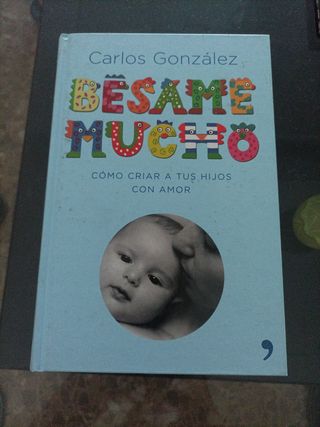 Carlos González
BÉSAME
MUCHO
CÓMO CRIAR A TUS HIJOS
CON AMOR